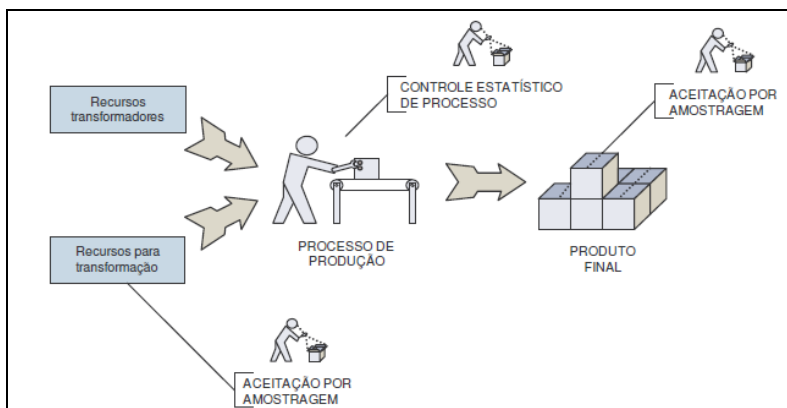 CONTROLE ESTATÍSTICO
DE PROCESSO
ACEITAÇÃO POR
AMOSTRAGEM
Recursos
transformadores
PROCESSO DE
PRODUÇÃO
PRODUTO
FINAL
Recursos para
transformação
ACEITAÇÃO POR
AMOSTRAGEM